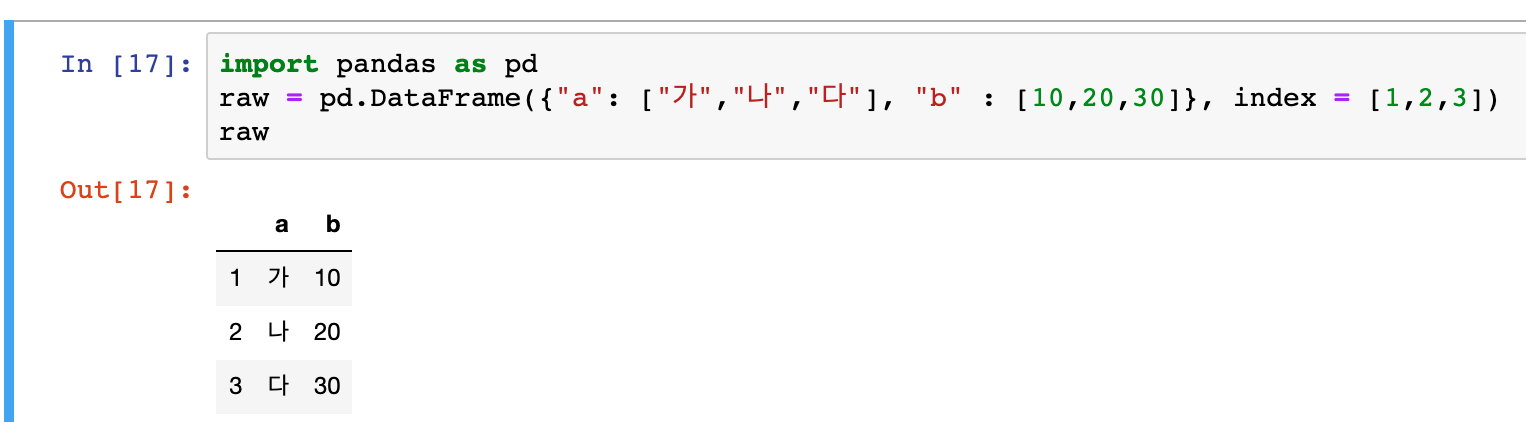 In [17]: import pandas as pd
raw = pd.DataFrame({"a": ["가","나","다"], "b" : [10,20,30]}, index = [1,2,3])
raw
Out[17]:
a b
1 가 10
2 나 20
3 다 30